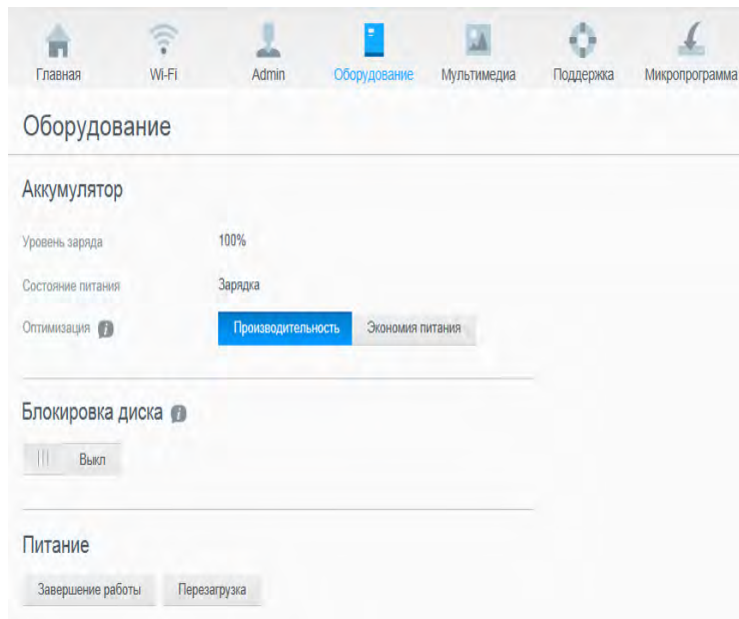 Главная Wi-Fi Admin Оборудование Мультимедиа Поддержка Микропрограмма
Оборудование
Аккумулятор
Уровень заряда 100%
Состояние питания Зарядка
Оптимизация i Производительность Экономия питания
Блокировка диска i
Выкл
Питание
Завершение работы Перезагрузка